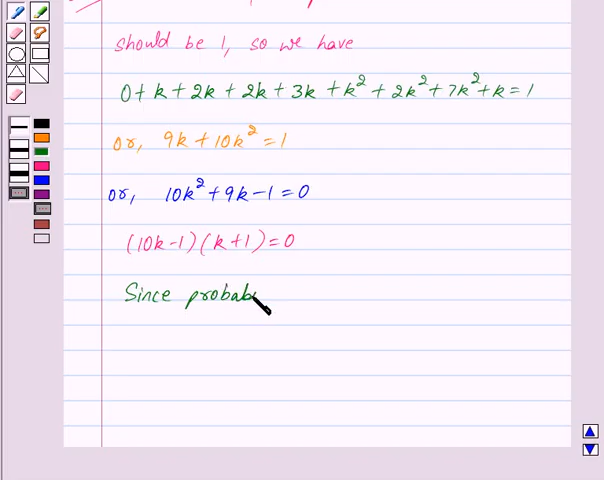 should be 1, so we have
0+k+2k+2k+3k+k²+2k²+7k²+k=1
or, 9k+10k²=1
or, 10k²+9k-1=0
(10k-1)(k+1)=0
Since probab